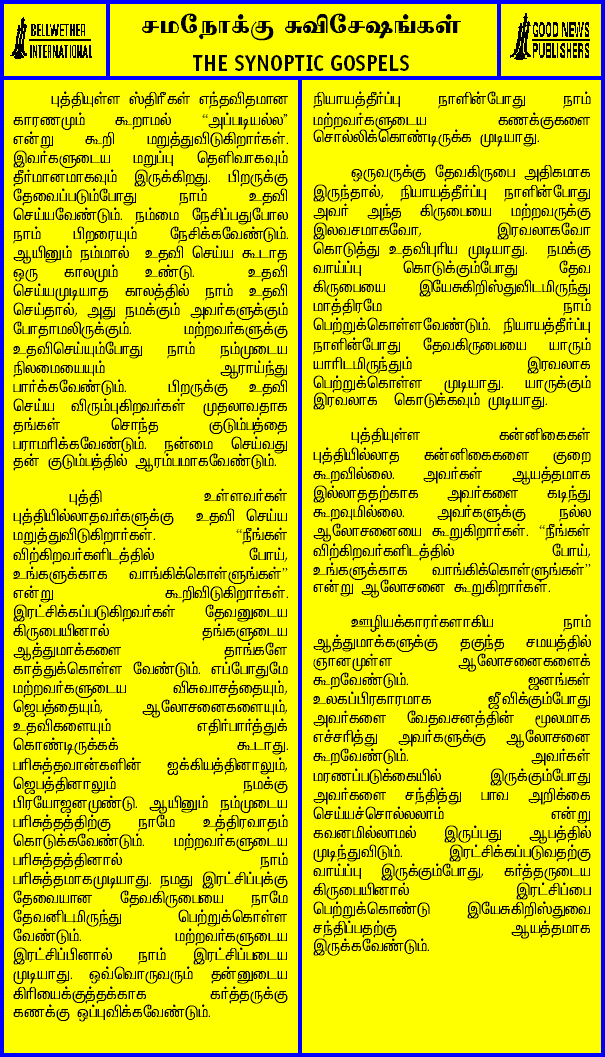 BELLWETHER
INTERNATIONAL
சமநோக்கு சுவிசேஷங்கள்
THE SYNOPTIC GOSPELS
GOOD NEWS
PUBLISHERS
புத்தியுள்ள ஸ்திரீகள் எந்தவிதமான
காரணமும் கூறாமல் “அப்படியல்ல”
என்று கூறி மறுத்துவிடுகிறார்கள்.
இவர்களுடைய மறுப்பு தெளிவாகவும்
தீர்மானமாகவும் இருக்கிறது. பிறருக்கு
தேவைப்படும்போது நாம் உதவி
செய்யவேண்டும். நம்மை நேசிப்பதுபோல
நாம் பிறரையும் நேசிக்கவேண்டும்.
ஆயினும் நம்மால் உதவி செய்ய கூடாத
ஒரு காலமும் உண்டு. உதவி
செய்யமுடியாத காலத்தில் நாம் உதவி
செய்தால், அது நமக்கும் அவர்களுக்கும்
போதாமலிருக்கும். மற்றவர்களுக்கு
உதவிசெய்யும்போது நாம் நம்முடைய
நிலமையையும் ஆராய்ந்து
பார்க்கவேண்டும். பிறருக்கு உதவி
செய்ய விரும்புகிறவர்கள் முதலாவதாக
தங்கள் சொந்த குடும்பத்தை
பராமரிக்கவேண்டும். நன்மை செய்வது
தன் குடும்பத்தில் ஆரம்பமாகவேண்டும்.
புத்தி உள்ளவர்கள்
புத்தியில்லாதவர்களுக்கு உதவி செய்ய
மறுத்துவிடுகிறார்கள். “நீங்கள்
விற்கிறவர்களிடத்தில் போய்,
உங்களுக்காக வாங்கிக்கொள்ளுங்கள்”
என்று கூறிவிடுகிறார்கள்.
இரட்சிக்கப்படுகிறவர்கள் தேவனுடைய
கிருபையினால் தங்களுடைய
ஆத்துமாக்களை தாங்களே
காத்துக்கொள்ள வேண்டும். எப்போதுமே
மற்றவர்களுடைய விசுவாசத்தையும்,
ஜெபத்தையும், ஆலோசனைகளையும்,
உதவிகளையும் எதிர்பார்த்துக்
கொண்டிருக்கக் கூடாது.
பரிசுத்தவான்களின் ஐக்கியத்தினாலும்,
ஜெபத்தினாலும் நமக்கு
பிரயோஜனமுண்டு. ஆயினும் நம்முடைய
பரிசுத்தத்திற்கு நாமே உத்திரவாதம்
கொடுக்கவேண்டும். மற்றவர்களுடைய
பரிசுத்தத்தினால் நாம்
பரிசுத்தமாகமுடியாது. நமது இரட்சிப்புக்கு
தேவையான தேவகிருபையை நாமே
தேவனிடமிருந்து பெற்றுக்கொள்ள
வேண்டும். மற்றவர்களுடைய
இரட்சிப்பினால் நாம் இரட்சிப்படைய
முடியாது. ஒவ்வொருவரும் தன்னுடைய
கிரியைக்குத்தக்காக கர்த்தருக்கு
கணக்கு ஒப்புவிக்கவேண்டும்.
நியாயத்தீர்ப்பு நாளின்போது நாம்
மற்றவர்களுடைய கணக்குகளை
சொல்லிக்கொண்டிருக்க முடியாது.
ஒருவருக்கு தேவகிருபை அதிகமாக
இருந்தால், நியாயத்தீர்ப்பு நாளின்போது
அவர் அந்த கிருபையை மற்றவருக்கு
இலவசமாகவோ, இரவலாகவோ
கொடுத்து உதவிபுரிய முடியாது. நமக்கு
வாய்ப்பு கொடுக்கும்போது தேவ
கிருபையை இயேசுகிறிஸ்துவிடமிருந்து
மாத்திரமே நாம்
பெற்றுக்கொள்ளவேண்டும். நியாயத்தீர்ப்பு
நாளின்போது தேவகிருபையை யாரும்
யாரிடமிருந்தும் இரவலாக
பெற்றுக்கொள்ள முடியாது. யாருக்கும்
இரவலாக கொடுக்கவும் முடியாது.
புத்தியுள்ள கன்னிகைகள்
புத்தியில்லாத கன்னிகைகளை குறை
கூறவில்லை. அவர்கள் ஆயத்தமாக
இல்லாததற்காக அவர்களை கடிந்து
கூறவுமில்லை. அவர்களுக்கு நல்ல
ஆலோசனையை கூறுகிறார்கள். “நீங்கள்
விற்கிறவர்களிடத்தில் போய்,
உங்களுக்காக வாங்கிக்கொள்ளுங்கள்”
என்று ஆலோசனை கூறுகிறார்கள்.
ஊழியக்காரர்களாகிய நாம்
ஆத்துமாக்களுக்கு தகுந்த சமயத்தில்
ஞானமுள்ள ஆலோசனைகளைக்
கூறவேண்டும். ஜனங்கள்
உலகப்பிரகாரமாக ஜீவிக்கும்போது
அவர்களை வேதவசனத்தின் மூலமாக
எச்சரித்து அவர்களுக்கு ஆலோசனை
கூறவேண்டும். அவர்கள்
மரணப்படுக்கையில் இருக்கும்போது
அவர்களை சந்தித்து பாவ அறிக்கை
செய்யச்சொல்லலாம் என்று
கவனமில்லாமல் இருப்பது ஆபத்தில்
முடிந்துவிடும். இரட்சிக்கப்படுவதற்கு
வாய்ப்பு இருக்கும்போது, கர்த்தருடைய
கிருபையினால் இரட்சிப்பை
பெற்றுக்கொண்டு இயேசுகிறிஸ்துவை
சந்திப்பதற்கு ஆயத்தமாக
இருக்கவேண்டும்.